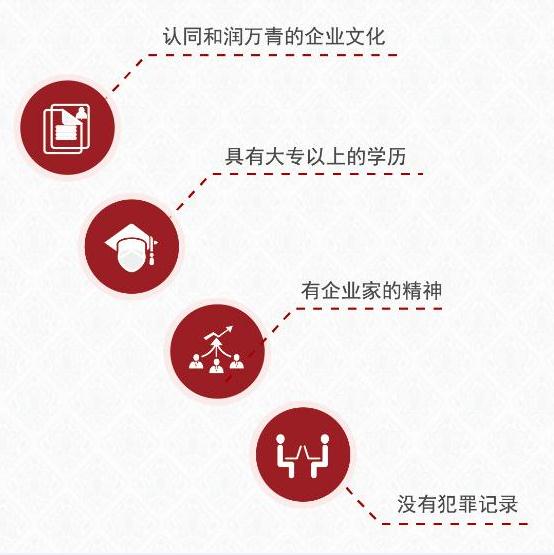 认同和润万青的企业文化
具有大专以上的学历
有企业家的精神
没有犯罪记录